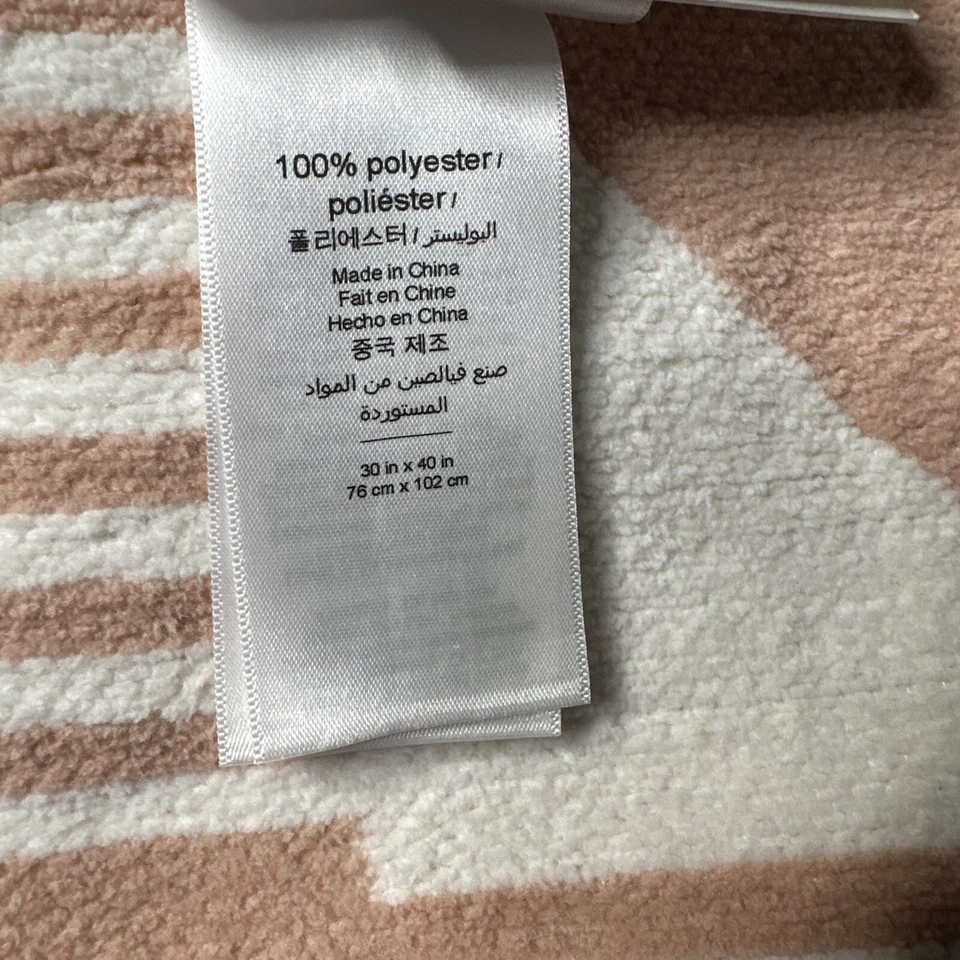 100% polyester /
poliéster /
폴리에스터 / البوليستر
Made in China
Fait en Chine
Hecho en China
중국 제조
صنع فيالصين من المواد
المستوردة
30 in x 40 in
76 cm x 102 cm